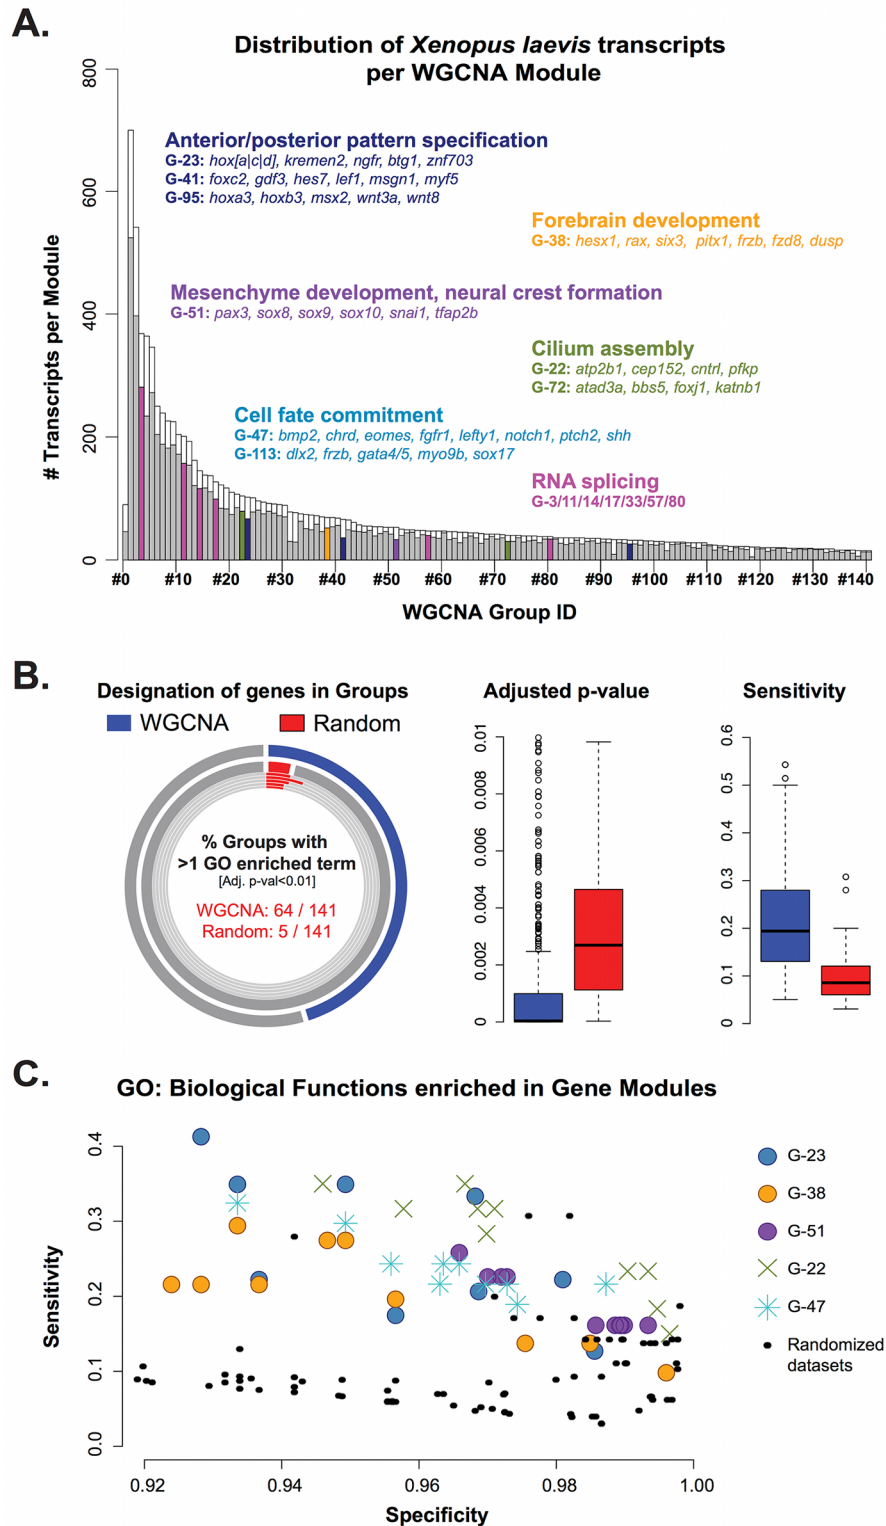 A.
Distribution of Xenopus laevis transcripts
per WGCNA Module
# Transcripts per Module
800
600
400
200
0
Anterior/posterior pattern specification
G-23: hox[a|c|d], kremen2, ngfr, btg1, znf703
G-41: foxc2, gdf3, hes7, lef1, msgn1, myf5
G-95: hoxa3, hoxb3, msx2, wnt3a, wnt8
Forebrain development
G-38: hesx1, rax, six3, pitx1, frzb, fzd8, dusp
Mesenchyme development, neural crest formation
G-51: pax3, sox8, sox9, sox10, snai1, tfap2b
Cilium assembly
G-22: atp2b1, cep152, cntrl, pfkp
G-72: atad3a, bbs5, foxj1, katnb1
Cell fate commitment
G-47: bmp2, chrd, eomes, fgfr1, lefty1, notch1, ptch2, shh
G-113: dlx2, frzb, gata4/5, myo9b, sox17
RNA splicing
G-3/11/14/17/33/57/80
#0 #10 #20 #30 #40 #50 #60 #70 #80 #90 #100 #110 #120 #130 #140
WGCNA Group ID
B.
Designation of genes in Groups
WGCNA Random
% Groups with
>1 GO enriched term
[Adj. p-val<0.01]
WGCNA: 64 / 141
Random: 5 / 141
Adjusted p-value
0.01
0.008
0.006
0.004
0.002
0
Sensitivity
0.6
0.5
0.4
0.3
0.2
0.1
0
C.
GO: Biological Functions enriched in Gene Modules
Sensitivity
0.4
0.3
0.2
0.1
0.0
0.92 0.94 0.96 0.98 1.00
Specificity
G-23
G-38
G-51
G-22
G-47
Randomized
datasets